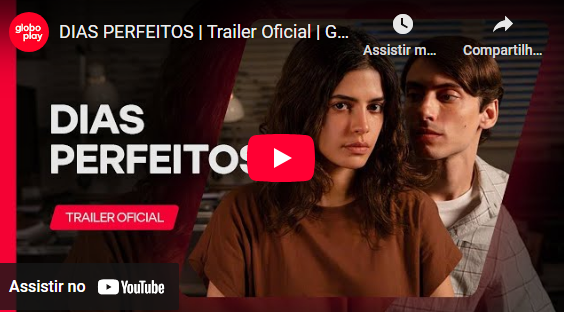 globo
play
DIAS PERFEITOS | Trailer Oficial | G...
Assistir m...
Compartilh...
DIAS
PERFEITOS
TRAILER OFICIAL
Assistir no YouTube